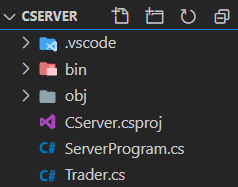 CSERVER
.vscode
bin
obj
CServer.csproj
C# ServerProgram.cs
C# Trader.cs